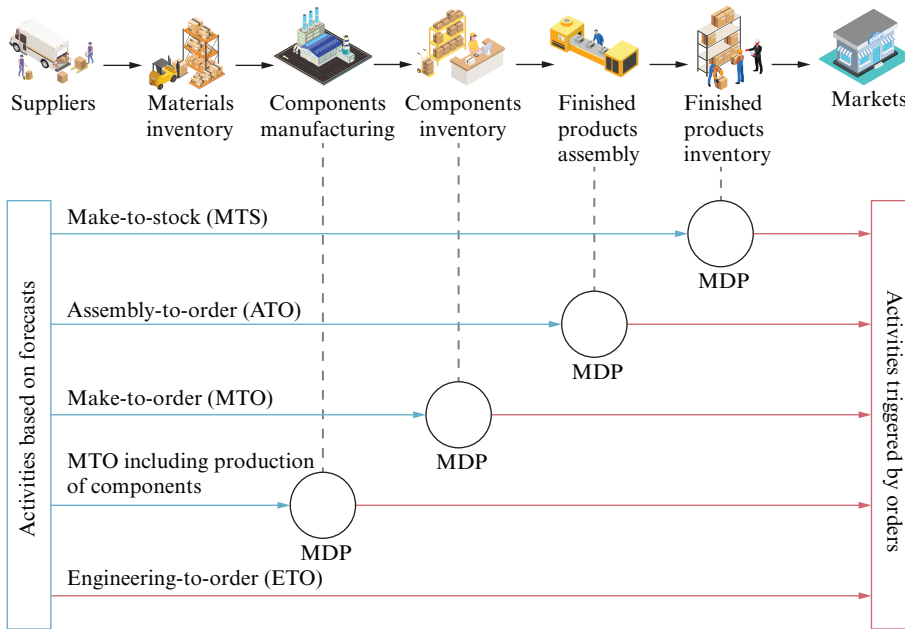 Suppliers
Materials
inventory
Components
manufacturing
Components
inventory
Finished
products
assembly
Finished
products
inventory
Markets
Activities based on forecasts
Make-to-stock (MTS)
MDP
Assembly-to-order (ATO)
MDP
Make-to-order (MTO)
MDP
MTO including production
of components
MDP
Engineering-to-order (ETO)
Activities triggered by orders